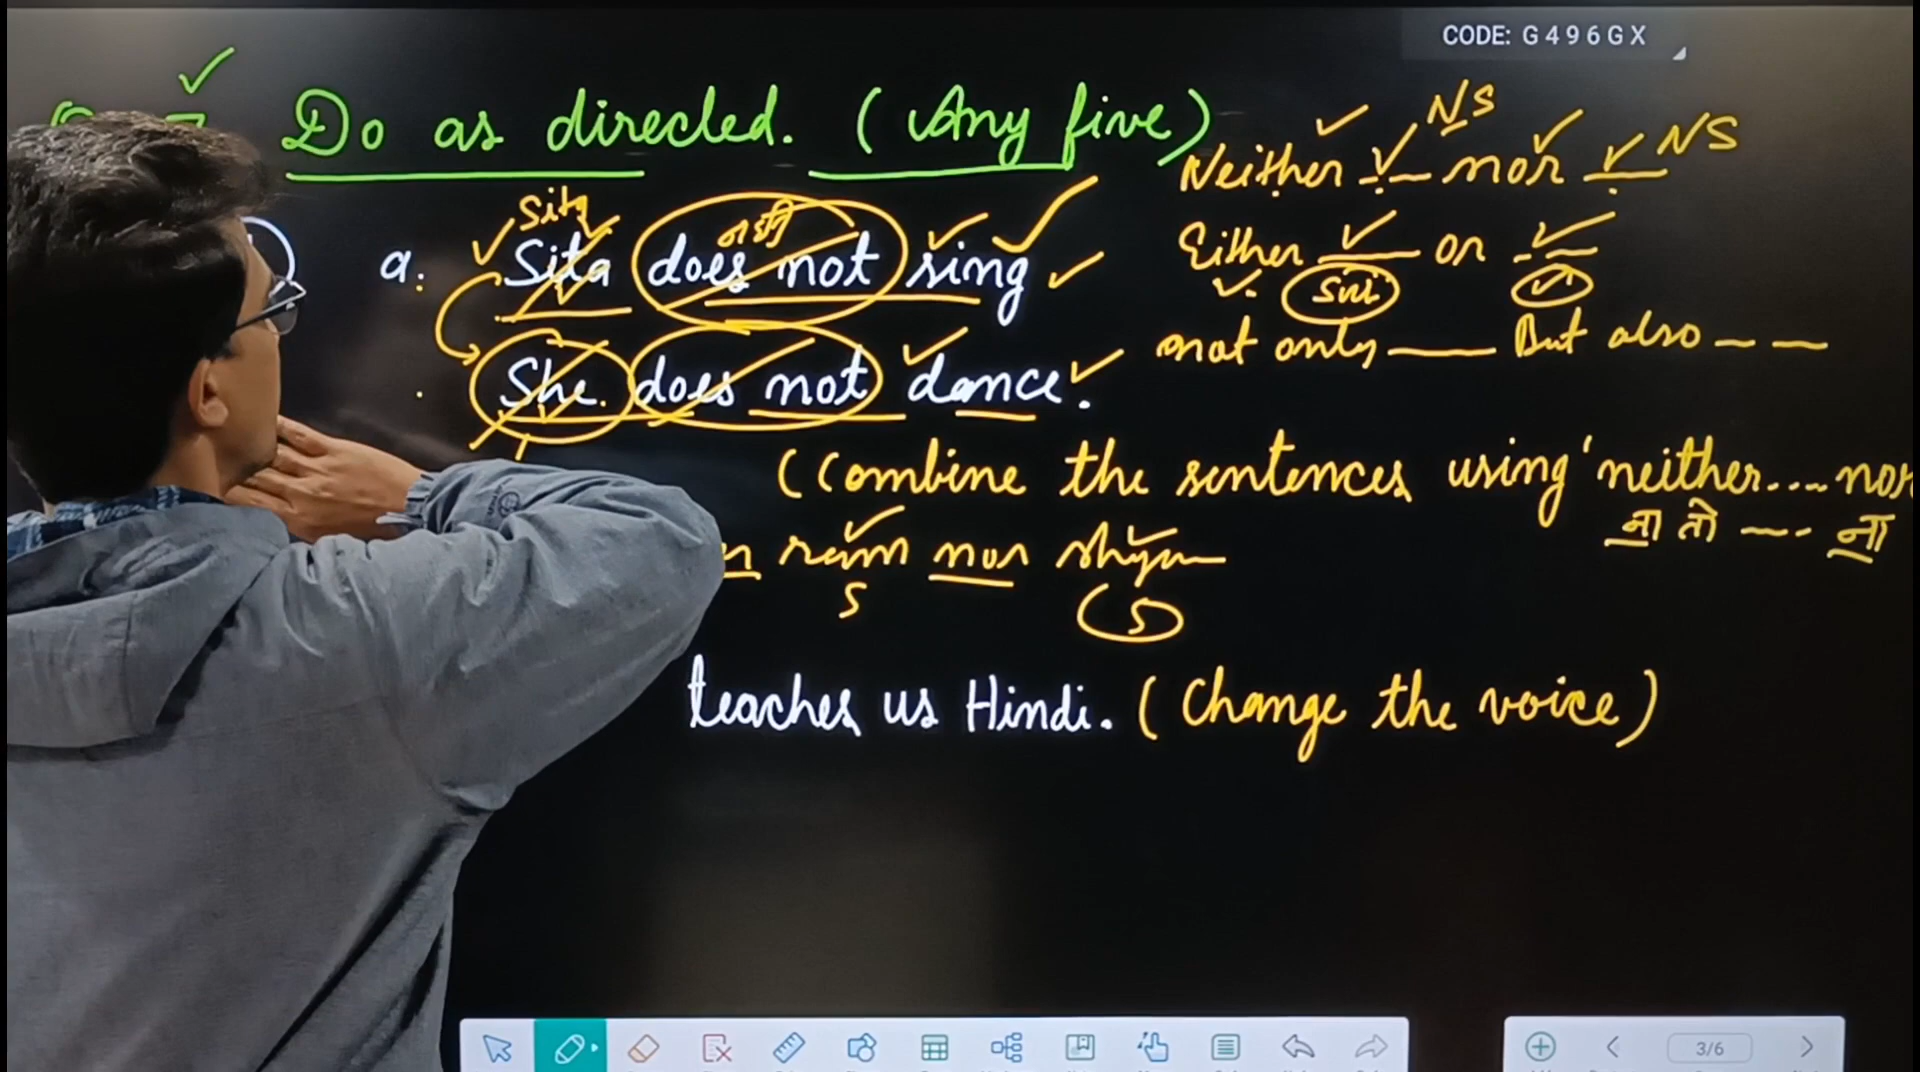 CODE: G496GX
Do as directed. (Any five)
Neither -- nor -- NS NS
Sita
नहीं
a. Sita does not sing
Either __ or --
She does not dance.
not only __ But also --
(Combine the sentences using 'neither.... nor
ना तो --- ना
ram nor shyam
S S
teaches us Hindi. (Change the voice)
3/6